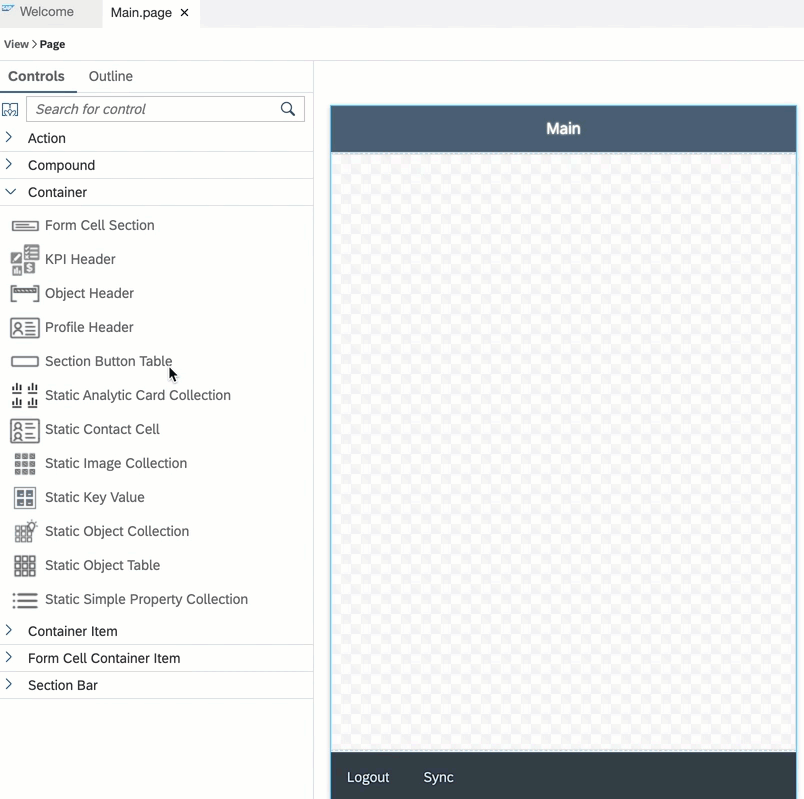 Welcome
Main.page
View > Page
Controls Outline
Search for control
Action
Compound
Container
Form Cell Section
KPI Header
Object Header
Profile Header
Section Button Table
Static Analytic Card Collection
Static Contact Cell
Static Image Collection
Static Key Value
Static Object Collection
Static Object Table
Static Simple Property Collection
Container Item
Form Cell Container Item
Section Bar
Main
Logout Sync